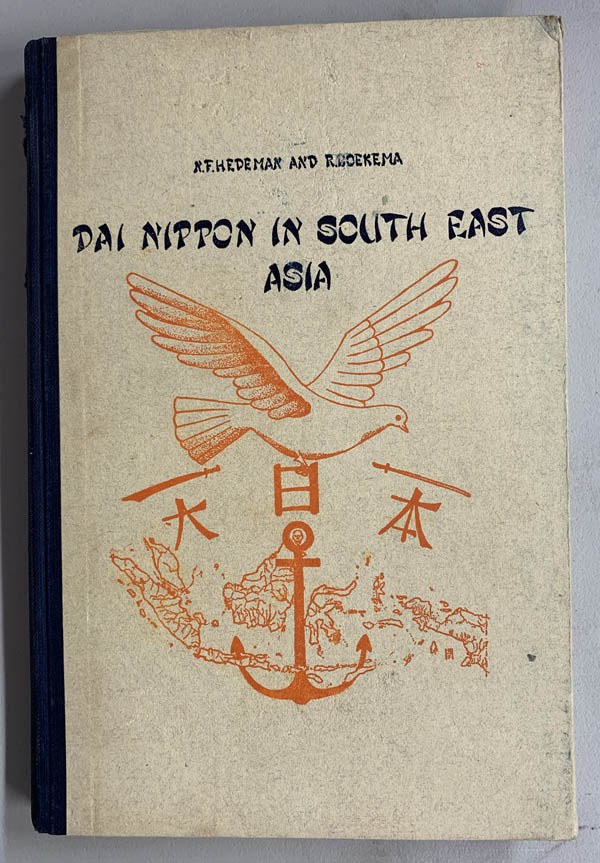 N.F.HEDEMAN AND R.BOEKEMA
DAI NIPPON IN SOUTH EAST
ASIA
大日本